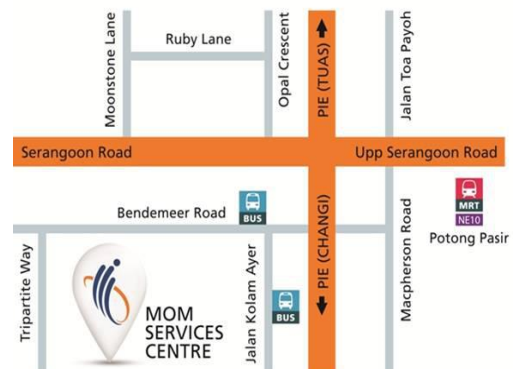 Moonstone Lane
Ruby Lane
Opal Crescent
PIE (TUAS)
Jalan Toa Payoh
Serangoon Road
Upp Serangoon Road
MRT
NE10
Potong Pasir
Bendemeer Road
BUS
PIE (CHANGI)
Macpherson Road
Tripartite Way
MOM
SERVICES
CENTRE
Jalan Kolam Ayer
BUS